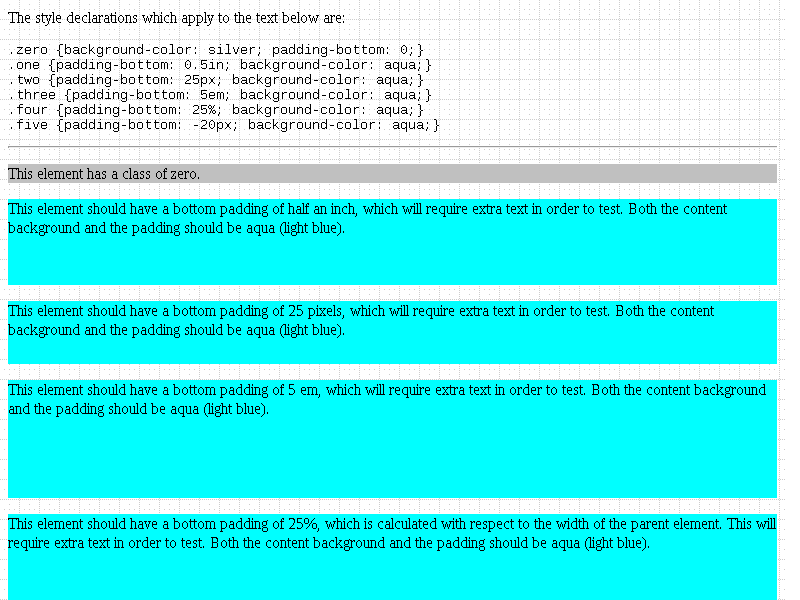 The style declarations which apply to the text below are:
.zero {background-color: silver; padding-bottom: 0;}
.one {padding-bottom: 0.5in; background-color: aqua;}
.two {padding-bottom: 25px; background-color: aqua;}
.three {padding-bottom: 5em; background-color: aqua;}
.four {padding-bottom: 25%; background-color: aqua;}
.five {padding-bottom: -20px; background-color: aqua;}
This element has a class of zero.
This element should have a bottom padding of half an inch, which will require extra text in order to test. Both the content
background and the padding should be aqua (light blue).
This element should have a bottom padding of 25 pixels, which will require extra text in order to test. Both the content
background and the padding should be aqua (light blue).
This element should have a bottom padding of 5 em, which will require extra text in order to test. Both the content background
and the padding should be aqua (light blue).
This element should have a bottom padding of 25%, which is calculated with respect to the width of the parent element. This will
require extra text in order to test. Both the content background and the padding should be aqua (light blue).